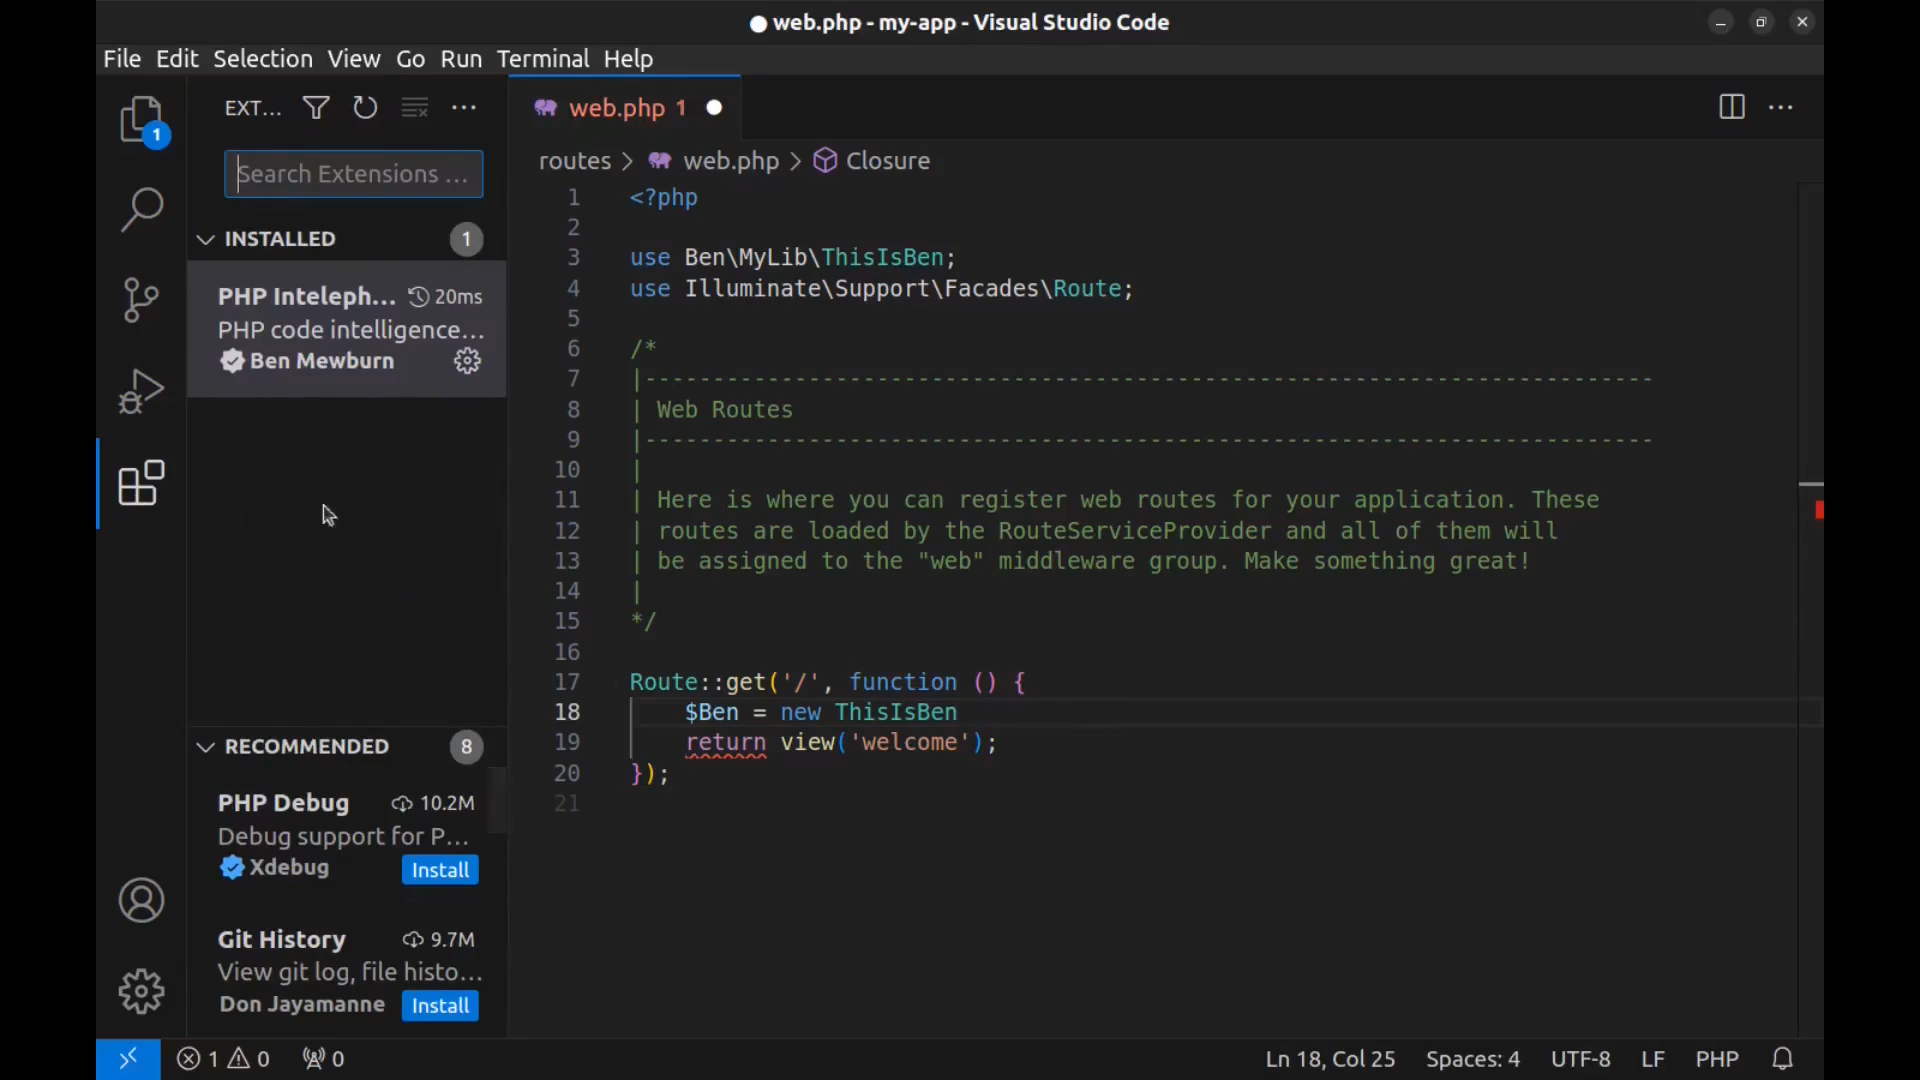 web.php - my-app - Visual Studio Code
File Edit Selection View Go Run Terminal Help
EXT...
1
Search Extensions ...
INSTALLED 1
PHP Inteleph... 20ms
PHP code intelligence...
Ben Mewburn
RECOMMENDED 8
PHP Debug 10.2M
Debug support for P...
Xdebug Install
Git History 9.7M
View git log, file histo...
Don Jayamanne Install
web.php 1
routes > web.php > Closure
1 <?php
2
3 use Ben\MyLib\ThisIsBen;
4 use Illuminate\Support\Facades\Route;
5
6 /*
7 |--------------------------------------------------------------------------
8 | Web Routes
9 |--------------------------------------------------------------------------
10 |
11 | Here is where you can register web routes for your application. These
12 | routes are loaded by the RouteServiceProvider and all of them will
13 | be assigned to the "web" middleware group. Make something great!
14 |
15 */
16
17 Route::get('/', function () {
18     $Ben = new ThisIsBen
19     return view('welcome');
20 });
21
1 0 0
Ln 18, Col 25 Spaces: 4 UTF-8 LF PHP